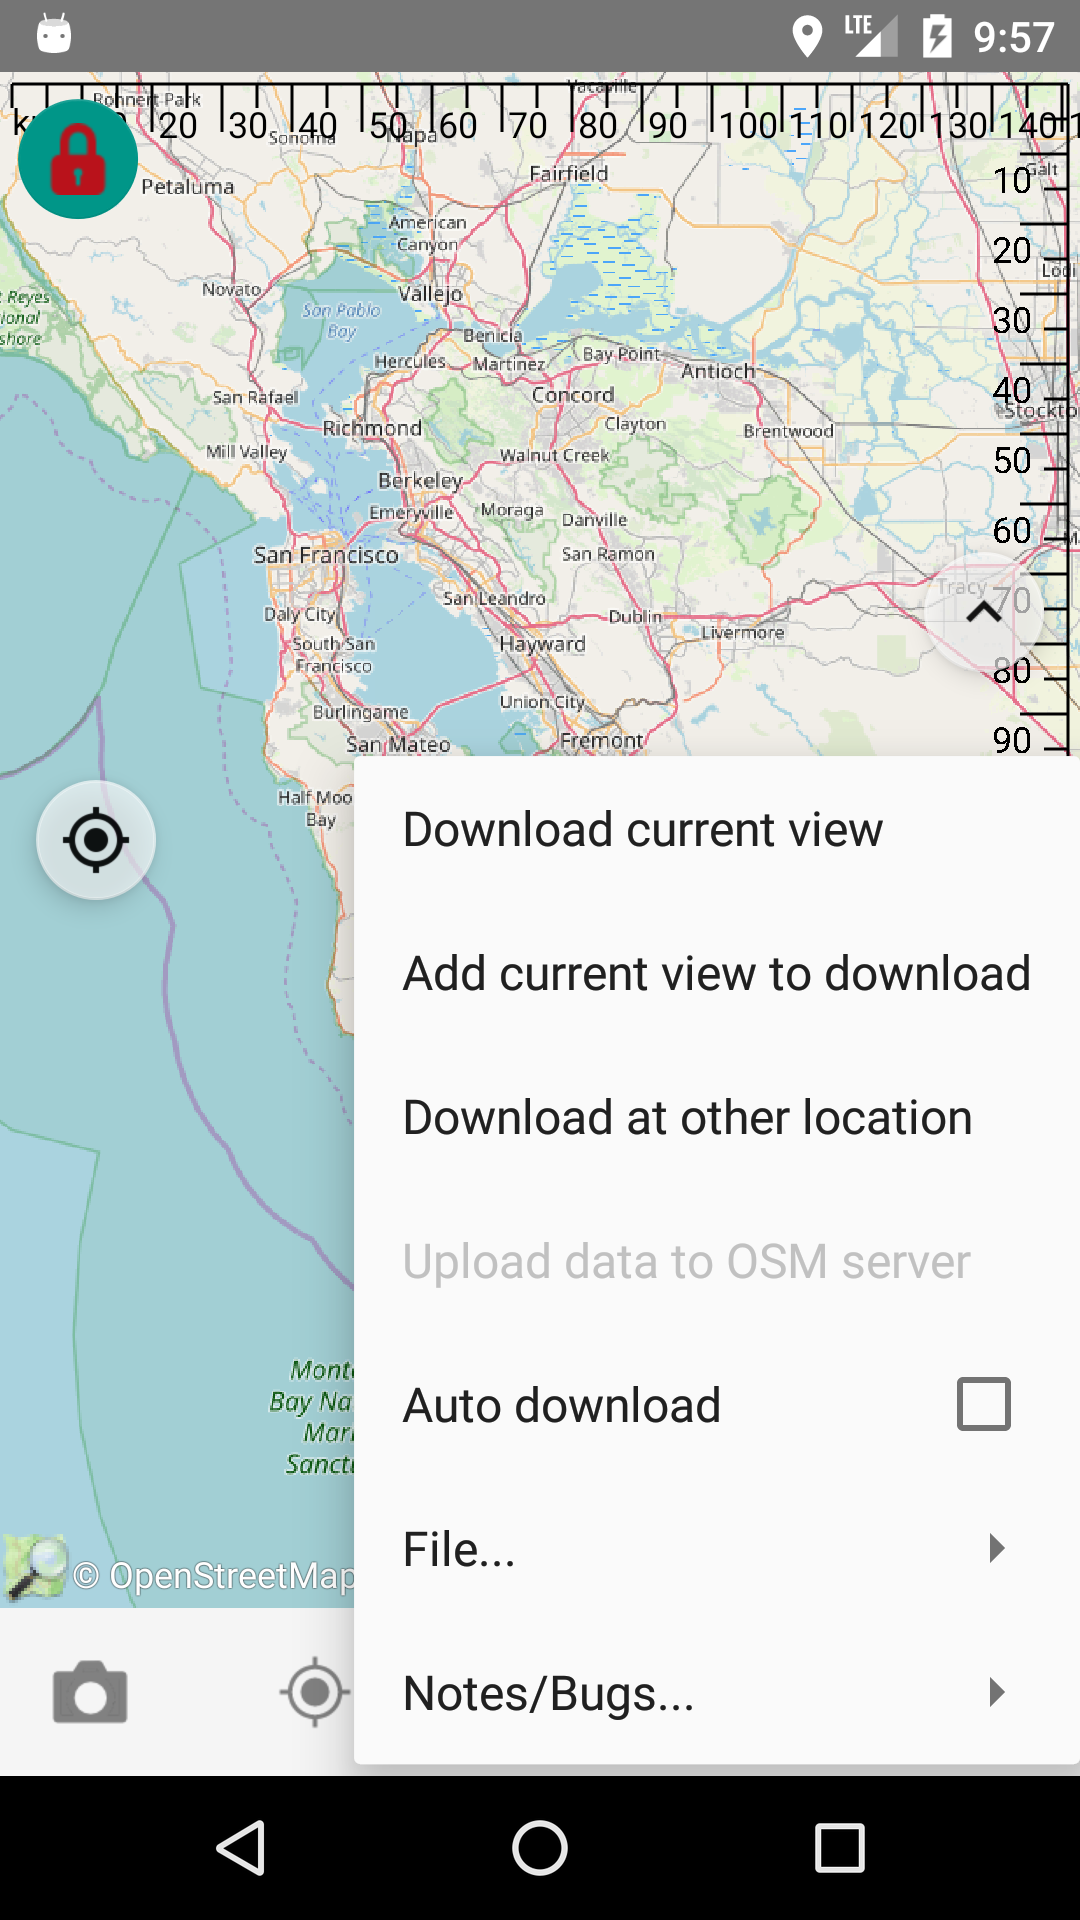 LTE 9:57
Vacaville
Rohnert Park
20 30 40 50 60 70 80 90 100 110 120 130 140
Sonoma
Napa
Galt
Fairfield
10
Petaluma
American
Canyon
20
Lodi
Novato
Vallejo
t Reyes
ional
shore
San Pablo
Bay
30
Benicia
Hercules
Martinez
Bay Point
Antioch
40
San Rafael
Concord
Stockto
Richmond
Clayton
Brentwood
Mill Valley
Walnut Creek
50
Berkeley
Emeryville
Moraga
Danville
60
San Francisco
San Ramon
Tracy
70
San Leandro
Daly City
Dublin
Livermore
South San
Francisco
Hayward
80
Union City
Burlingame
San Mateo
Fremont
90
Half Moo
Bay
Download current view
Add current view to download
Download at other location
Upload data to OSM server
Auto download
File...
Notes/Bugs...
Monte
Bay Na
Mari
Sanctu
© OpenStreetMap